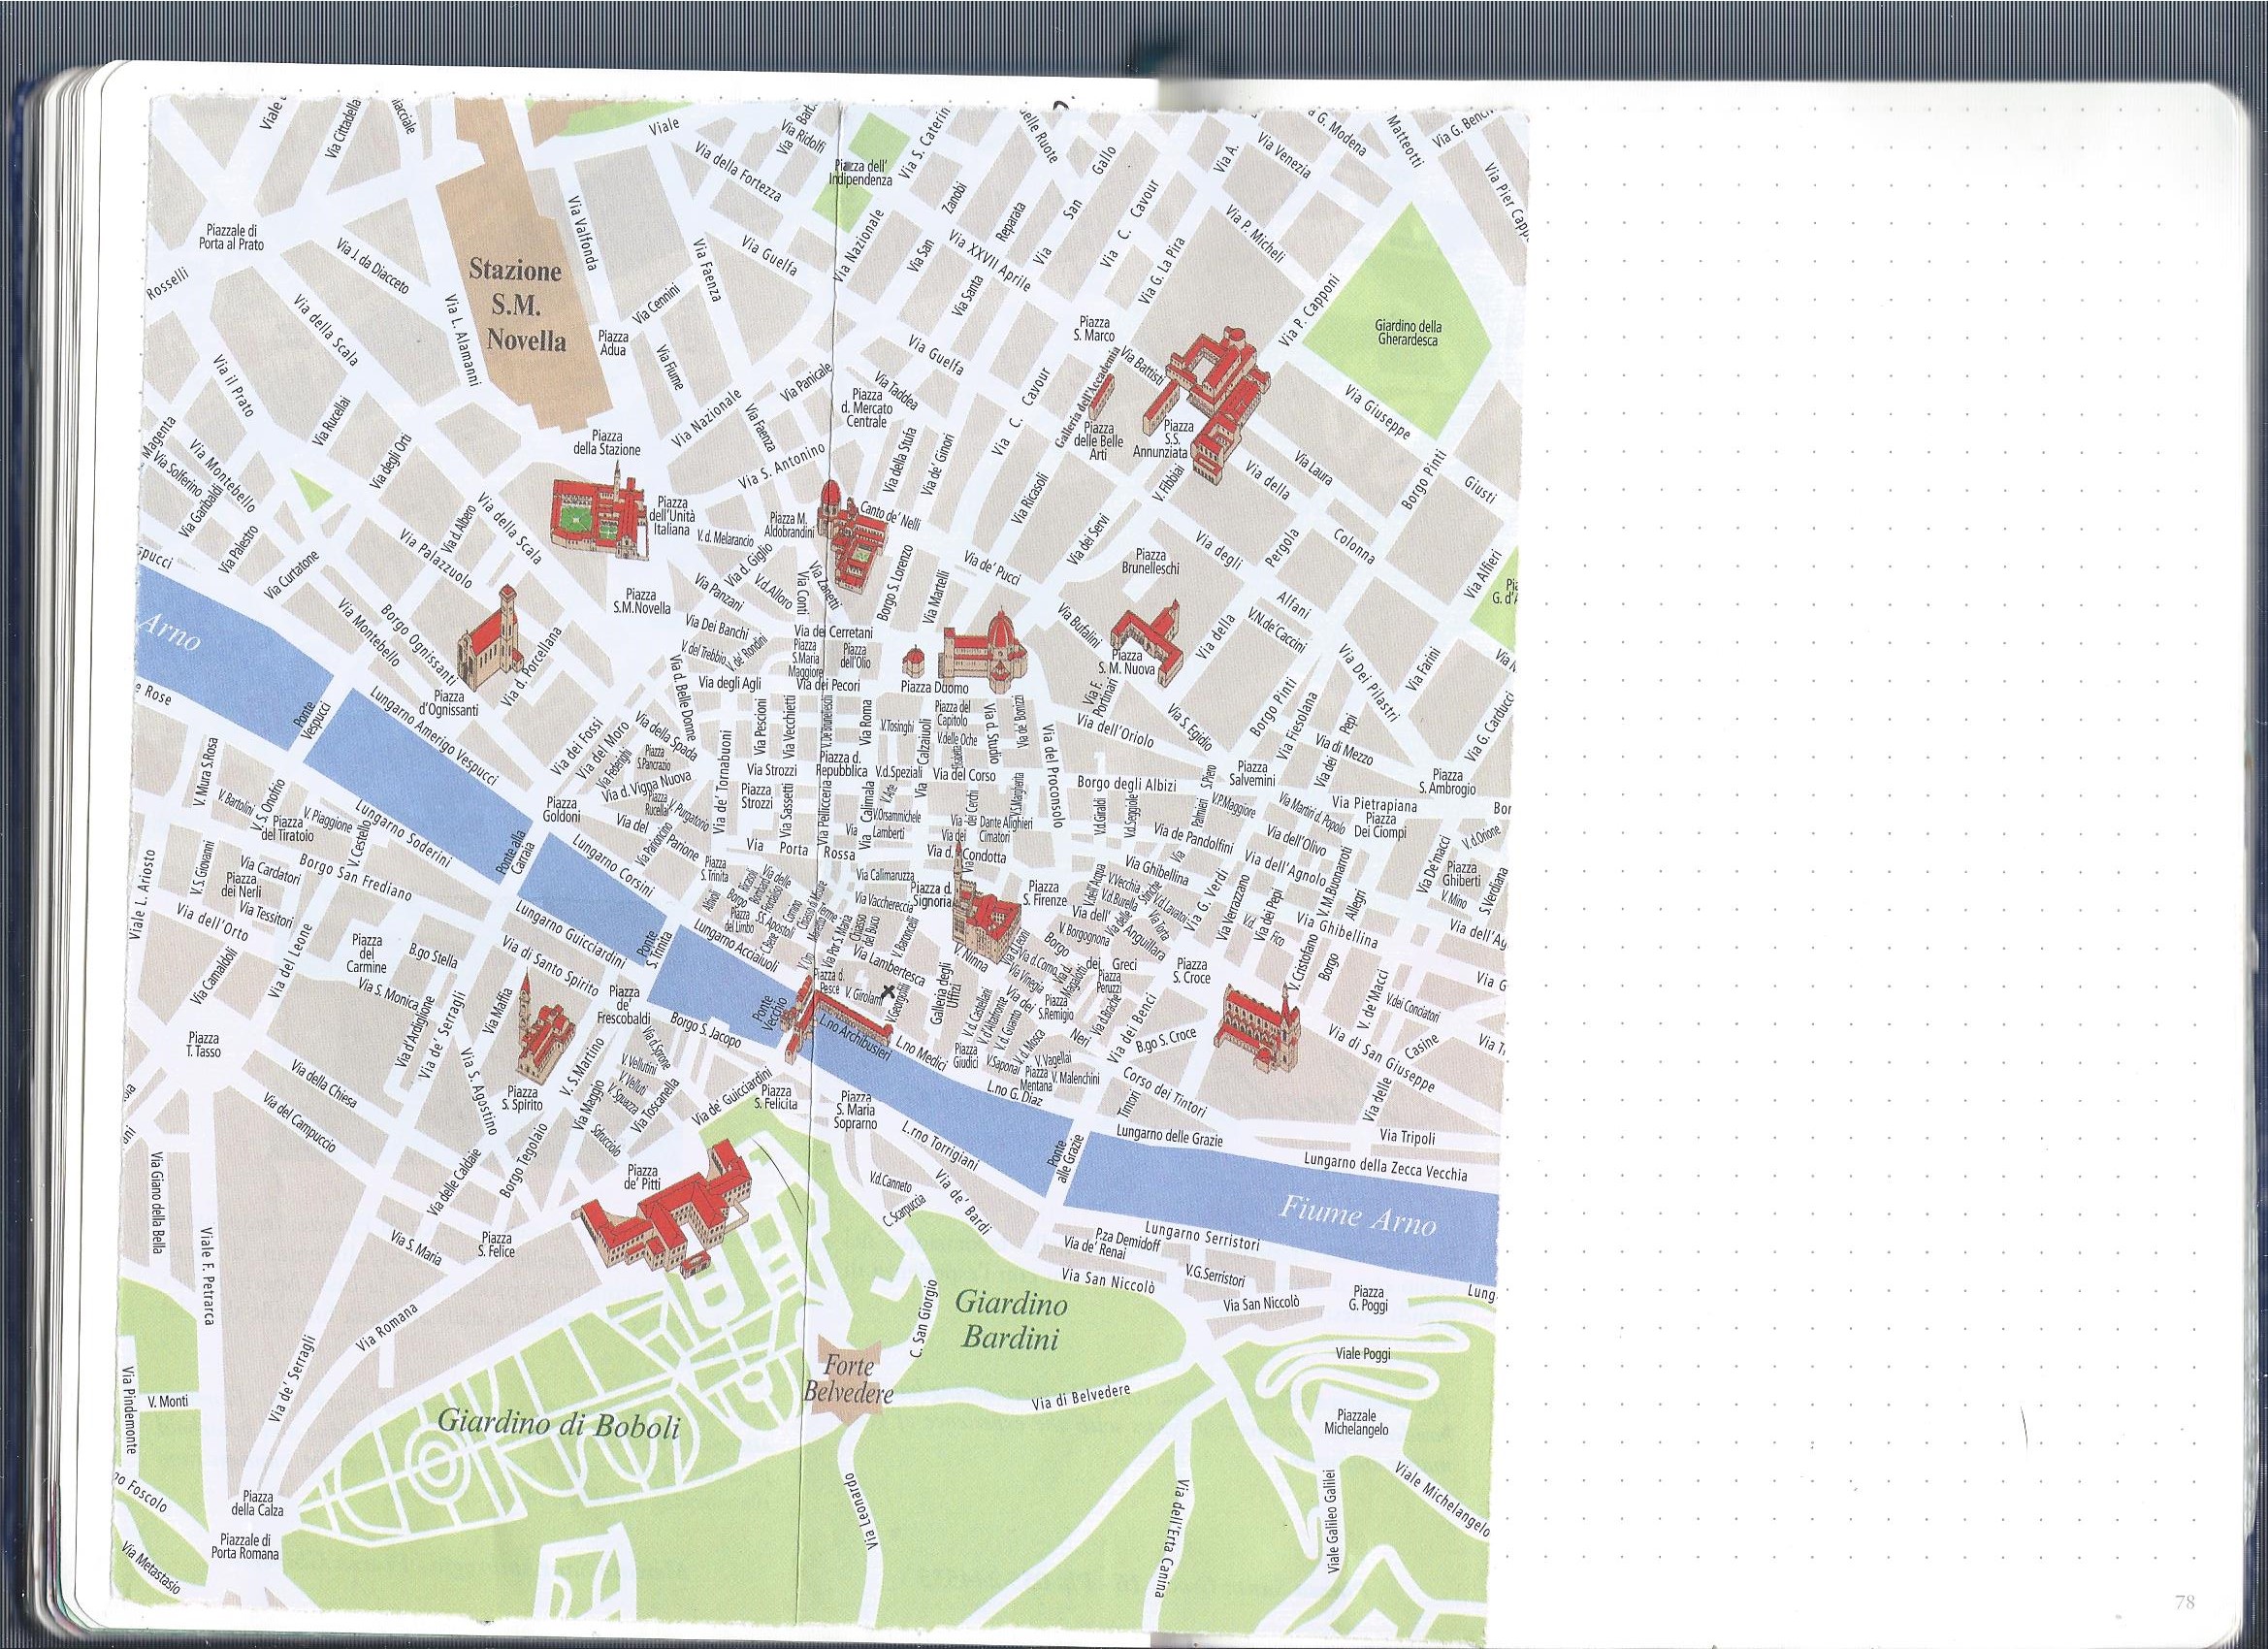 Viale
Via Cittadella
Viale
Via Ridolfi
Via della Fortezza
Piazza dell'
Indipendenza
Via S. Caterin
Zanobi
Gallo
Via A.
Via Venezia
a G. Modena
Matteotti
Via G. Benci
Via Pier Capp
Piazzale di
Porta al Prato
Rosselli
Via J. da Diacceto
Via della Scala
Via L. Alamanni
Stazione
S.M.
Novella
Via Valfonda
Via Faenza
Via Guelfa
Via Nazionale
Via San
Reparata
Via XXVII Aprile
Via
San
Via C. Cavour
Via G. La Pira
Via P. Micheli
Via P. Capponi
Giardino della
Gherardesca
Via il Prato
Via Rucellai
Via Cennini
Piazza
Adua
Via Fiume
Via Santa
Via Guelfa
Piazza
S. Marco
Via Battisti
Galleria dell'Accademia
Via Giuseppe
Giusti
Magenta
Via Solferino
Via Montebello
Via Garibaldi
Via Palestro
Via degli Orti
Piazza
della Stazione
Via Nazionale
Via Panicale
Via Faenza
Via S. Antonino
Via Taddea
Piazza
d. Mercato
Centrale
Via della Stufa
Via de' Ginori
Via C. Cavour
Via Ricasoli
Piazza
delle Belle
Arti
Piazza
S.S.
Annunziata
V. Fibbiai
Via della
Via Laura
Borgo Pinti
Via Curtatone
Via Palazzuolo
Via d. Albero
Via della Scala
Piazza
dell'Unità
Italiana
V. d. Melarancio
Piazza M.
Aldobrandini
Canto de' Nelli
Via dei Servi
Via degli
Pergola
Colonna
Via Alfieri
Spucci
Arno
Via Montebello
Borgo Ognissanti
Piazza
S.M.Novella
Via Panzani
Via d. Giglio
V.d.Alloro
Via Conti
Via Zanetti
Borgo S. Lorenzo
Via Martelli
Via de' Pucci
Piazza
Brunelleschi
Alfani
V.N.de'Caccini
Via Bufalini
Piazza
S. M. Nuova
Via della
Via Dei Pilastri
Via Farini
e Rose
Piazza
d'Ognissanti
Via d. Porcellana
Via Dei Banchi
V. del Trebbio
V. de' Rondini
Via de Cerretani
Piazza
S.Maria
Maggiore
Piazza
dell'Olio
Via degli Agli
Via dei Pecori
Piazza Duomo
Via F.
Portinari
Via S.Egidio
Via dell'Oriolo
Borgo Pinti
Via Fiesolana
Via dei
Pepi
Via di Mezzo
Via G. Carducci
Ponte
Vespucci
Lungarno Amerigo Vespucci
Via del Fossi
Via del Moro
Via della Spada
Via d. Belle Donne
Via Federighi
Piazza
S.Pancrazio
Via d. Vigna Nuova
Via de' Tornabuoni
Via Pescioni
Via Vecchietti
Via Roma
V.Tosinghi
Calzaiuoli
Piazza del
Capitolo
V.delle Oche
Via d. Studio
Via de' Bonizzi
Via del Proconsolo
Via Strozzi
Piazza d.
Repubblica
V.d.Speziali
Via del Corso
Borgo degli Albizi
Piazza
Salvemini
Piazza
S. Ambrogio
V. Mura S.Rosa
V. Bartolini
V. S. Onofrio
V. Piaggione
Piazza
del Tiratoio
V. Cestello
Lungarno Soderini
Ponte alla
Carraia
Piazza
Goldoni
Piazza
Rucellai
V. Purgatorio
Piazza
Strozzi
Via Sassetti
Via Pellicceria
Via Calimala
V.Orsammichele
Via
Lamberti
Dante Alighieri
Cimatori
V.S.Margherita
V.d.Giraldi
V.d.Seggiole
Palmieri
S.Piero
V.P.Maggiore
Via Martiri d. Popolo
Via Pietrapiana
Piazza
Dei Ciompi
Bor
V.d.Orione
V.S. Giovanni
Via Cardatori
Borgo San Frediano
Piazza
dei Nerli
Via Tessitori
Lungarno Corsini
Via del
Parione
Via Parioncino
Via Porta Rossa
Via d. Condotta
Via de Pandolfini
Via dell'Olivo
Via dell'Agnolo
Via Ghibellina
Via De'macci
Piazza
Ghiberti
V. Mino
S.Verdiana
Viale L. Ariosto
Via dell'Orto
Via Camaldoli
Via del Leone
Piazza
del
Carmine
B.go Stella
Lungarno Guicciardini
Via di Santo Spirito
Ponte
S. Trinita
Piazza
S. Trinita
Lungarno Acciaiuoli
Via Calimaruzza
Via Vacchereccia
Piazza d.
Signoria
Piazza
S. Firenze
Via dell'
Anguillara
V. Borgognona
V.Vecchia
V.d.Burella
V.d.Lavatoi
Via Torta
Via G. Verdi
Via Verrazzano
Via dei Pepi
V.d.
Fico
V. M.Buonarroti
Allegri
Via Ghibellina
V. Cristofano
Borgo
Via dell'Ag
Via G
Via S. Monica
Via d'Ardiglione
Via de' Serragli
Via Maffia
Piazza
de'
Frescobaldi
Borgo S. Jacopo
Ponte
Vecchio
Piazza d.
Pesce
V. Girolami
x
V.Georgofili
Via Lambertesca
V. Baroncelli
Via Por S. Maria
Chiasso
del Buco
Galleria degli
Uffizi
V. Ninna
Via d.Leoni
Via d.Corno
Via Vinegia
Borgo
dei Greci
Piazza
Peruzzi
Piazza
S. Croce
V. de'Macci
V.dei Conciatori
Piazza
T. Tasso
Via della Chiesa
Via del Campuccio
Via S. Agostino
Piazza
S. Spirito
V. S.Martino
Via Maggio
V. Vellutini
V. Velluti
V. Sguazza
Via d.Sprone
Via Toscanella
Sdrucciolo
Via de' Guicciardini
Piazza
S. Felicita
L.no Archibusieri
L.no Medici
Piazza
S. Maria
Soprarno
Piazza
Giudici
V. d. Castellani
V. d'Altafronte
V. d. Guanto
V. d. Mosca
V.Saponai
Piazza
S.Remigio
Piazza
Mentana
V.Vagellai
V. Malenchini
Neri
Via d.Brache
Via dei Benci
B.go S. Croce
Via di San Giuseppe
Casine
Via delle
Corso dei Tintori
Tintori
L.no G. Diaz
Via Tripoli
Lungarno delle Grazie
Lungarno della Zecca Vecchia
Ponte
alle Grazie
Fiume Arno
Via Giano della Bella
Viale F. Petrarca
Via delle Caldaie
Borgo Tegolaio
Via S. Maria
Piazza
S. Felice
Piazza
de' Pitti
L.rno Torrigiani
Via de' Bardi
V.d.Canneto
C. Scarpuccia
Lungarno Serristori
P.za Demidoff
Via de' Renai
V.G.Serristori
Via San Niccolò
Via San Niccolò
Piazza
G. Poggi
Lung
Via Romana
Via de' Serragli
C. San Giorgio
Giardino
Bardini
Forte
Belvedere
Via di Belvedere
Viale Poggi
Piazzale
Michelangelo
V. Monti
Via Pindemonte
Giardino di Boboli
no Foscolo
Via Metastasio
Piazza
della Calza
Piazzale di
Porta Romana
Via Leonardo
Via dell'Erta Canina
Viale Galileo Galilei
Viale Michelangelo
78